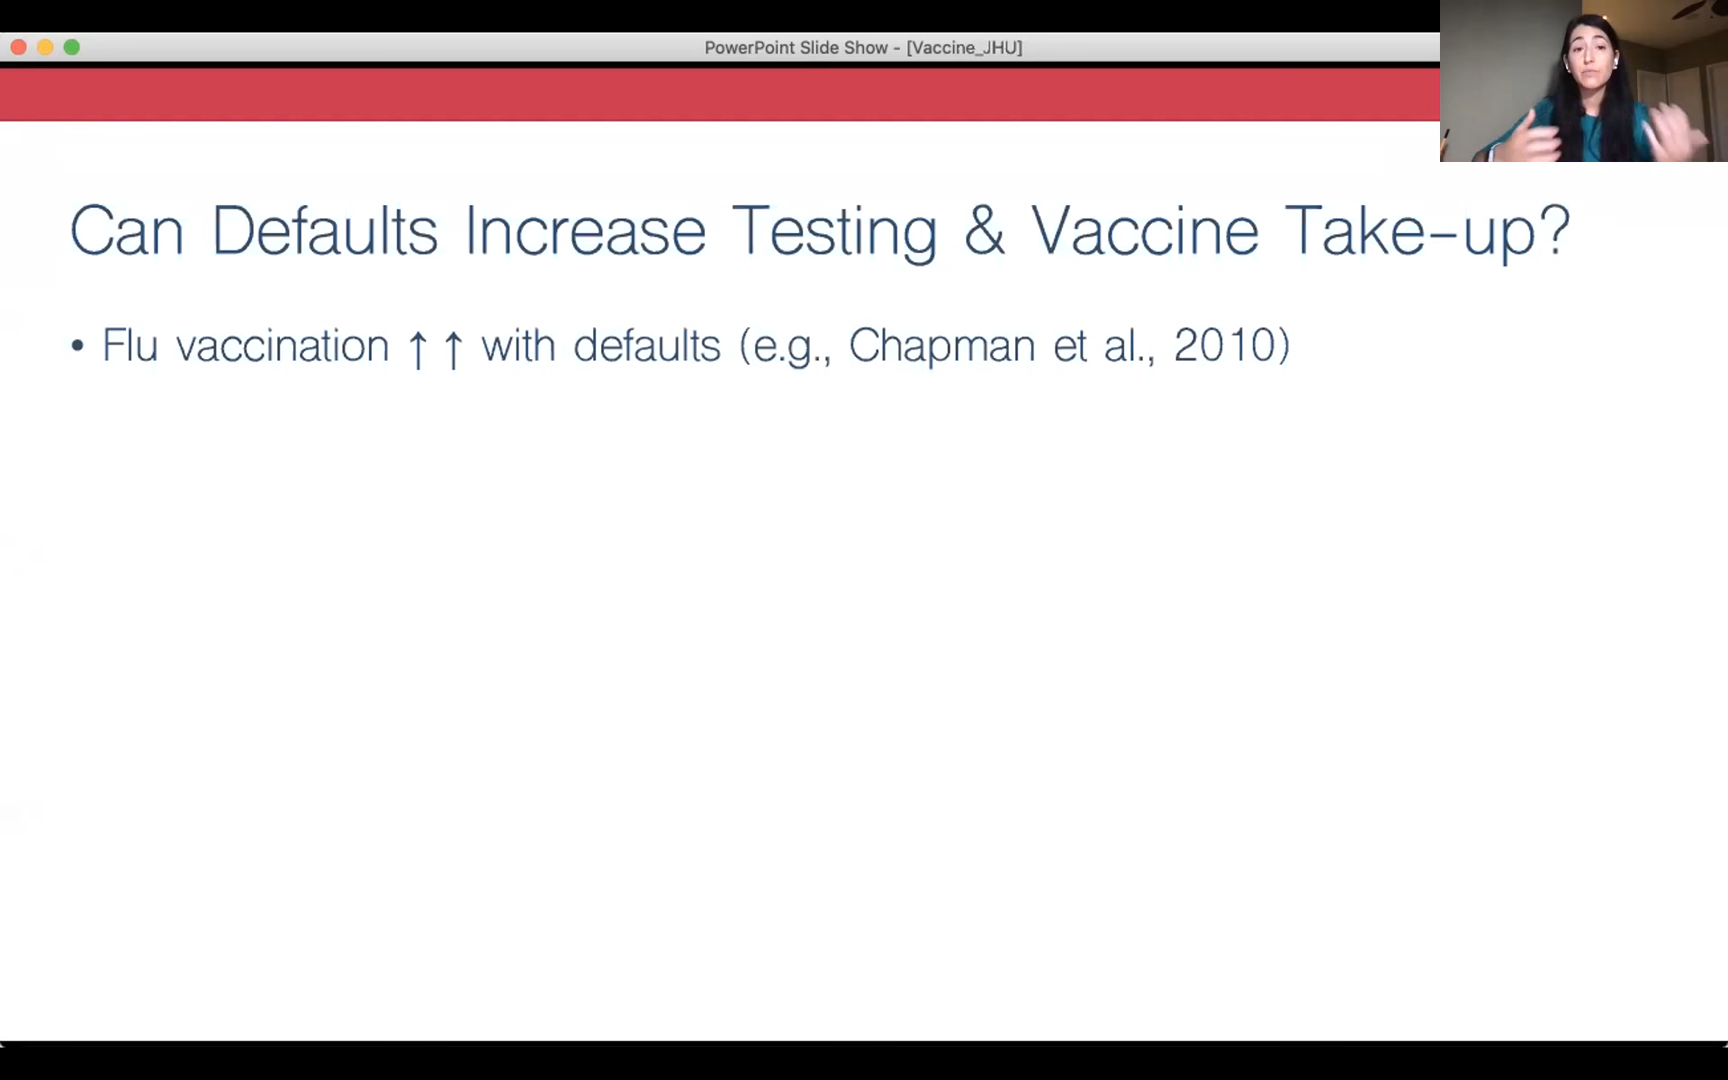 PowerPoint Slide Show - [Vaccine_JHU]
Can Defaults Increase Testing & Vaccine Take-up?
• Flu vaccination ↑ ↑ with defaults (e.g., Chapman et al., 2010)